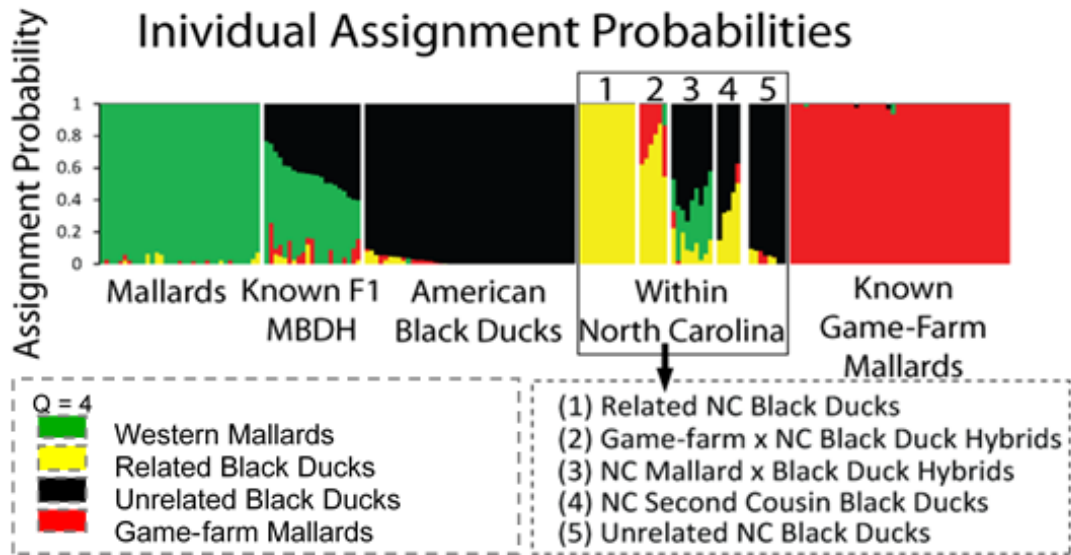 Inividual Assignment Probabilities
Assignment Probability
1
0.8
0.6
0.4
0.2
0
1 2 3 4 5
Mallards
Known F1
MBDH
American
Black Ducks
Within
North Carolina
Known
Game-Farm
Mallards
Q = 4
Western Mallards
Related Black Ducks
Unrelated Black Ducks
Game-farm Mallards
(1) Related NC Black Ducks
(2) Game-farm x NC Black Duck Hybrids
(3) NC Mallard x Black Duck Hybrids
(4) NC Second Cousin Black Ducks
(5) Unrelated NC Black Ducks